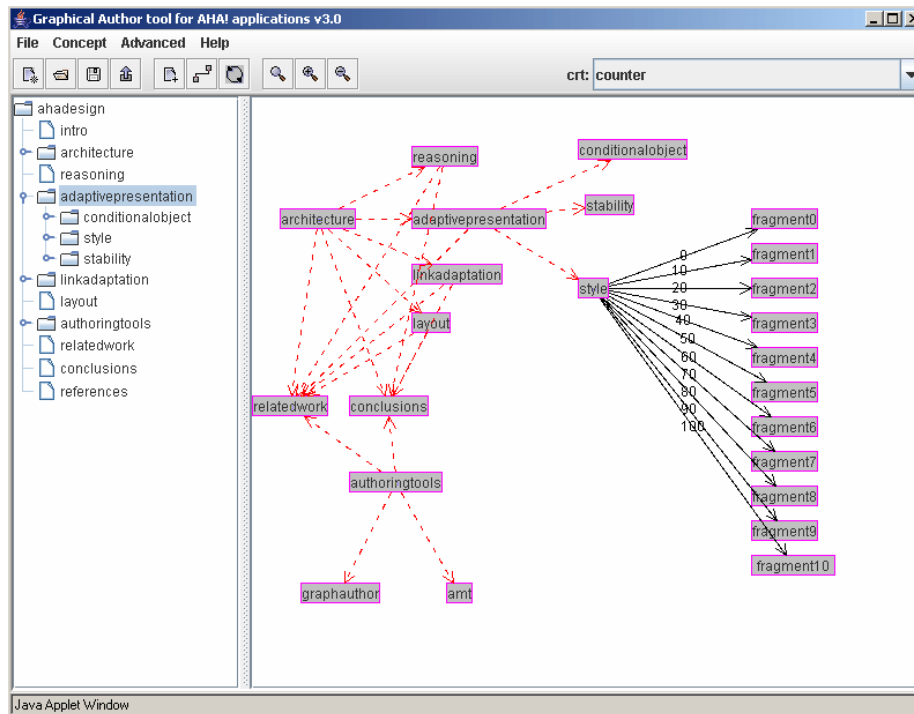 Graphical Author tool for AHA! applications v3.0
File Concept Advanced Help
crt: counter
ahadesign
intro
architecture
reasoning
adaptivepresentation
conditionalobject
style
stability
linkadaptation
layout
authoringtools
relatedwork
conclusions
references
reasoning
conditionalobject
architecture
adaptivepresentation
stability
linkadaptation
style
layout
relatedwork
conclusions
authoringtools
graphauthor
amt
0
10
20
30
40
50
60
70
80
90
100
fragment0
fragment1
fragment2
fragment3
fragment4
fragment5
fragment6
fragment7
fragment8
fragment9
fragment10
Java Applet Window